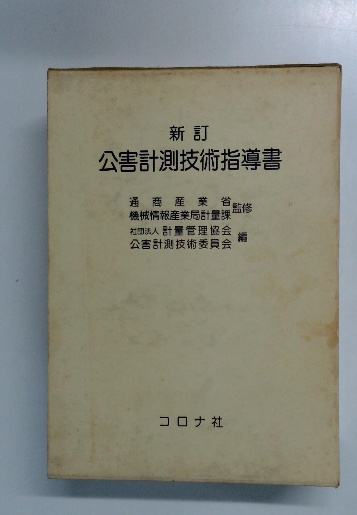 新訂
公害計測技術指導書
通商産業省
機械情報産業局計量課 監修
社団法人 計量管理協会
公害計測技術委員会 編
コロナ社